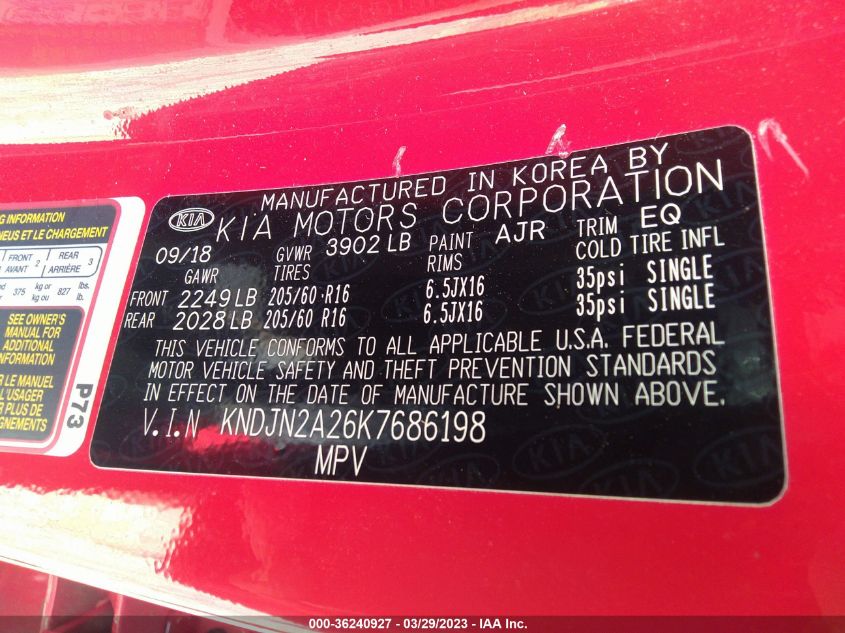 MANUFACTURED IN KOREA BY
KIA KIA MOTORS CORPORATION
09/18 GVWR 3902 LB PAINT AJR TRIM EQ
GAWR TIRES RIMS COLD TIRE INFL
FRONT 2249 LB 205/60 R16 6.5JX16 35psi SINGLE
REAR 2028 LB 205/60 R16 6.5JX16 35psi SINGLE
THIS VEHICLE CONFORMS TO ALL APPLICABLE U.S.A. FEDERAL
MOTOR VEHICLE SAFETY AND THEFT PREVENTION STANDARDS
IN EFFECT ON THE DATE OF MANUFACTURE SHOWN ABOVE.
V.I.N KNDJN2A26K7686198
MPV
INFORMATION
NEUS ET LE CHARGEMENT
FRONT 2 REAR 3
AVANT ARRIÈRE
375 kg ou 827 lbs. lb.
SEE OWNER'S
MANUAL FOR
ADDITIONAL
INFORMATION
LE MANUEL
L'USAGER
PLUS DE
P73
000-36240927 / 03/29/2023 - IAA Inc.